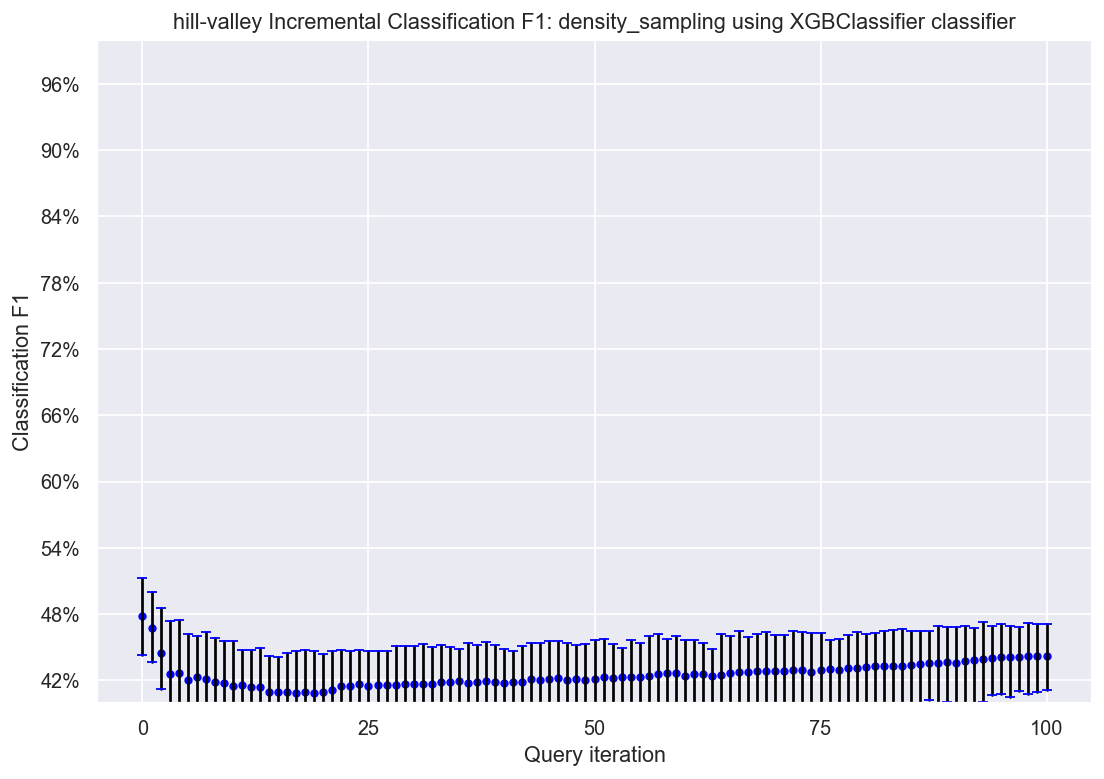 hill-valley Incremental Classification F1: density_sampling using XGBClassifier classifier
96%
90%
84%
78%
72%
66%
60%
54%
48%
42%
Classification F1
0 25 50 75 100
Query iteration